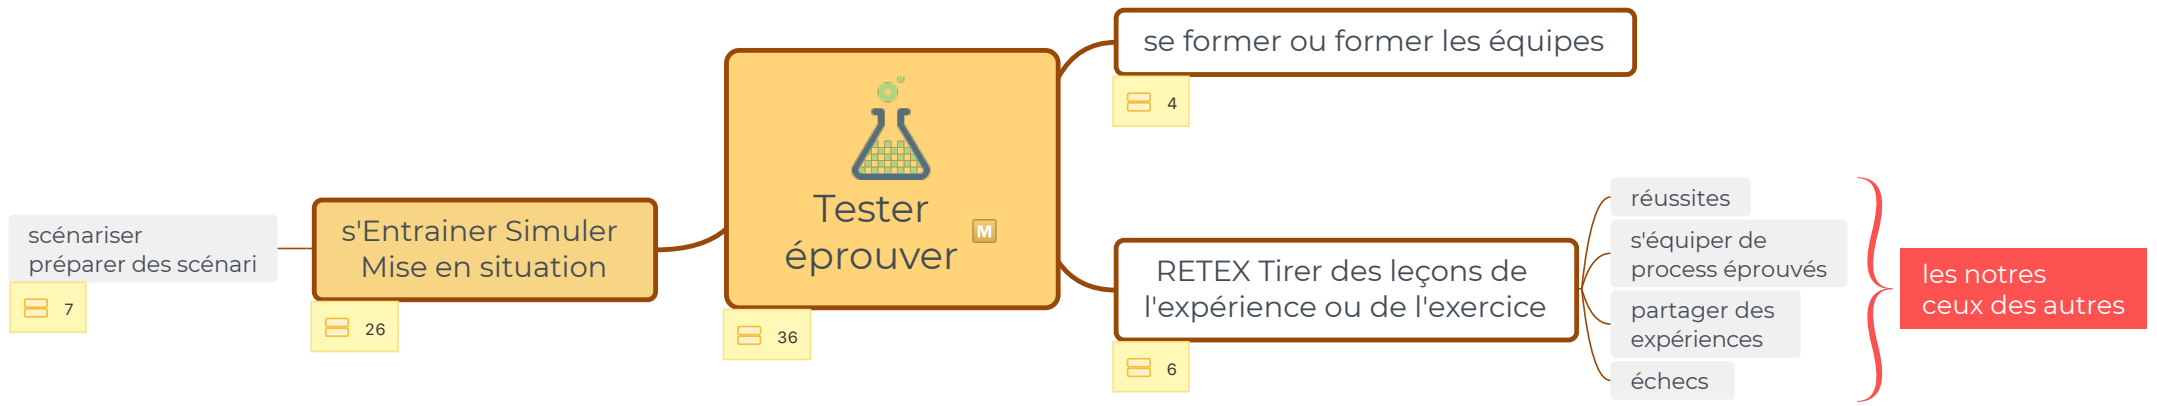 scénariser
préparer des scénari
7
s'Entrainer Simuler
Mise en situation
26
Tester
éprouver
M
36
se former ou former les équipes
4
RETEX Tirer des leçons de
l'expérience ou de l'exercice
6
réussites
s'équiper de
process éprouvés
partager des
expériences
échecs
les notres
ceux des autres